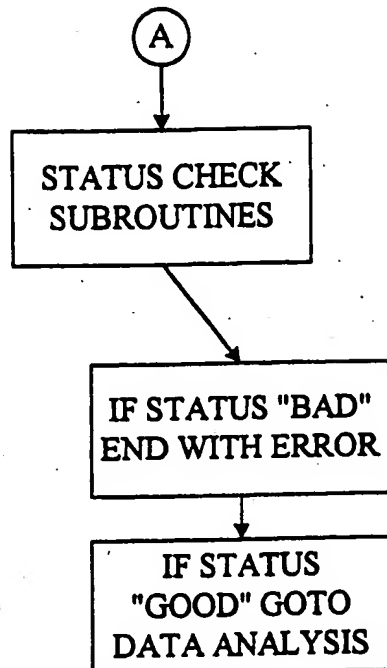 A
STATUS CHECK
SUBROUTINES
IF STATUS "BAD"
END WITH ERROR
IF STATUS
"GOOD" GOTO
DATA ANALYSIS